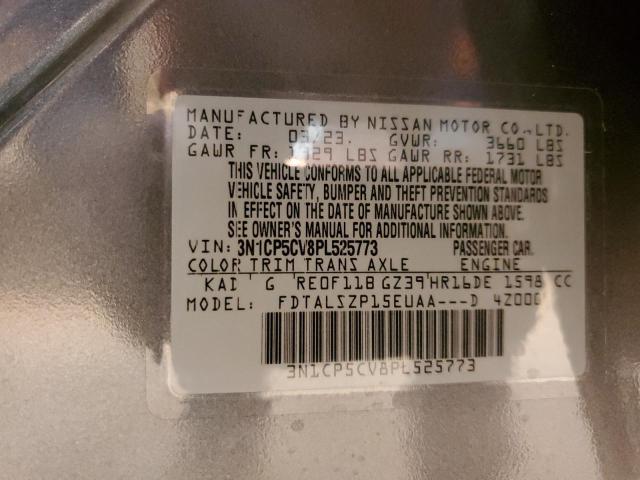 MANUFACTURED BY NISSAN MOTOR CO.,LTD.
DATE: 03/23. GVWR: 3660 LBS
GAWR FR: 1929 LBS GAWR RR: 1731 LBS
THIS VEHICLE CONFORMS TO ALL APPLICABLE FEDERAL MOTOR
VEHICLE SAFETY, BUMPER AND THEFT PREVENTION STANDARDS
IN EFFECT ON THE DATE OF MANUFACTURE SHOWN ABOVE.
SEE OWNER'S MANUAL FOR ADDITIONAL INFORMATION.
VIN: 3N1CP5CV8PL525773 PASSENGER CAR.
COLOR TRIM TRANS AXLE ENGINE
KAD G RE0F11B GZ39 HR16DE 1598 CC
MODEL: FDTALSZP15EUAA---D 4Z000
3N1CP5CV8PL525773